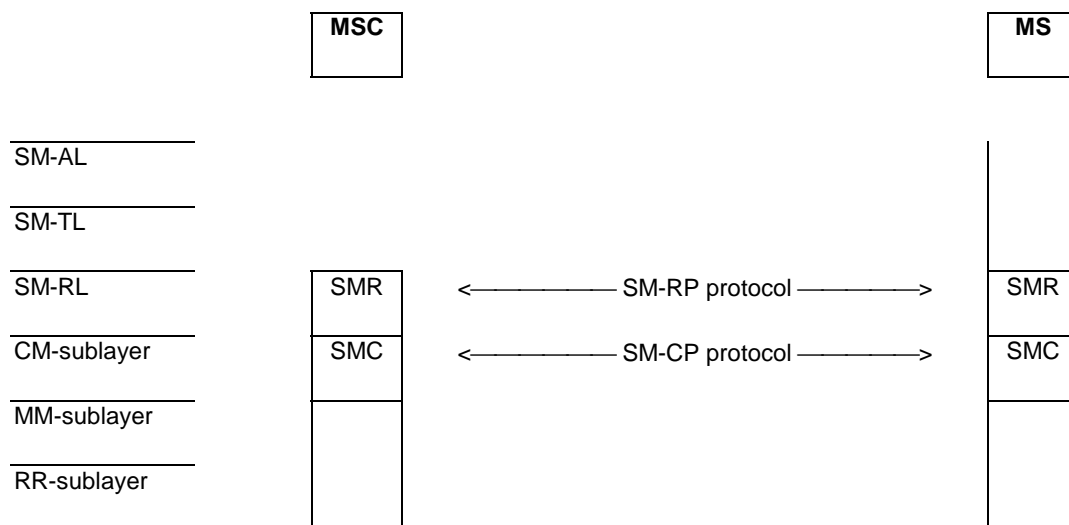 MSC MS
SM-AL
SM-TL
SM-RL SMR <—————— SM-RP protocol ——————> SMR
CM-sublayer SMC <—————— SM-CP protocol ——————> SMC
MM-sublayer
RR-sublayer